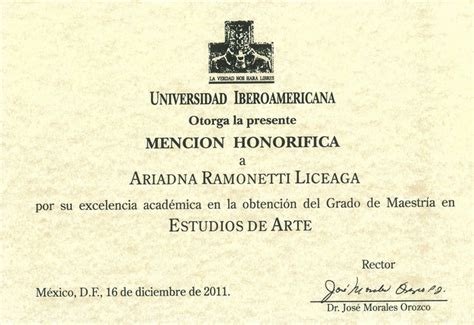 LA VERDAD NOS HARA LIBRES
UNIVERSIDAD IBEROAMERICANA
Otorga la presente
MENCION HONORIFICA
a
ARIADNA RAMONETTI LICEAGA
por su excelencia académica en la obtención del Grado de Maestría en
ESTUDIOS DE ARTE
Rector
México, D.F., 16 de diciembre de 2011.
Dr. José Morales Orozco